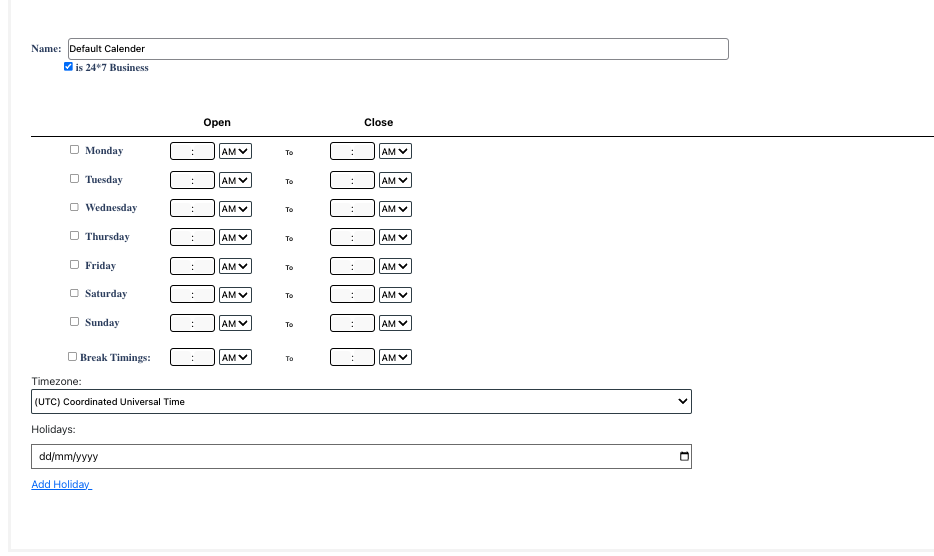 Name: Default Calender
is 24*7 Business
Open Close
Monday : AM To : AM
Tuesday : AM To : AM
Wednesday : AM To : AM
Thursday : AM To : AM
Friday : AM To : AM
Saturday : AM To : AM
Sunday : AM To : AM
Break Timings: : AM To : AM
Timezone:
(UTC) Coordinated Universal Time
Holidays:
dd/mm/yyyy
Add Holiday